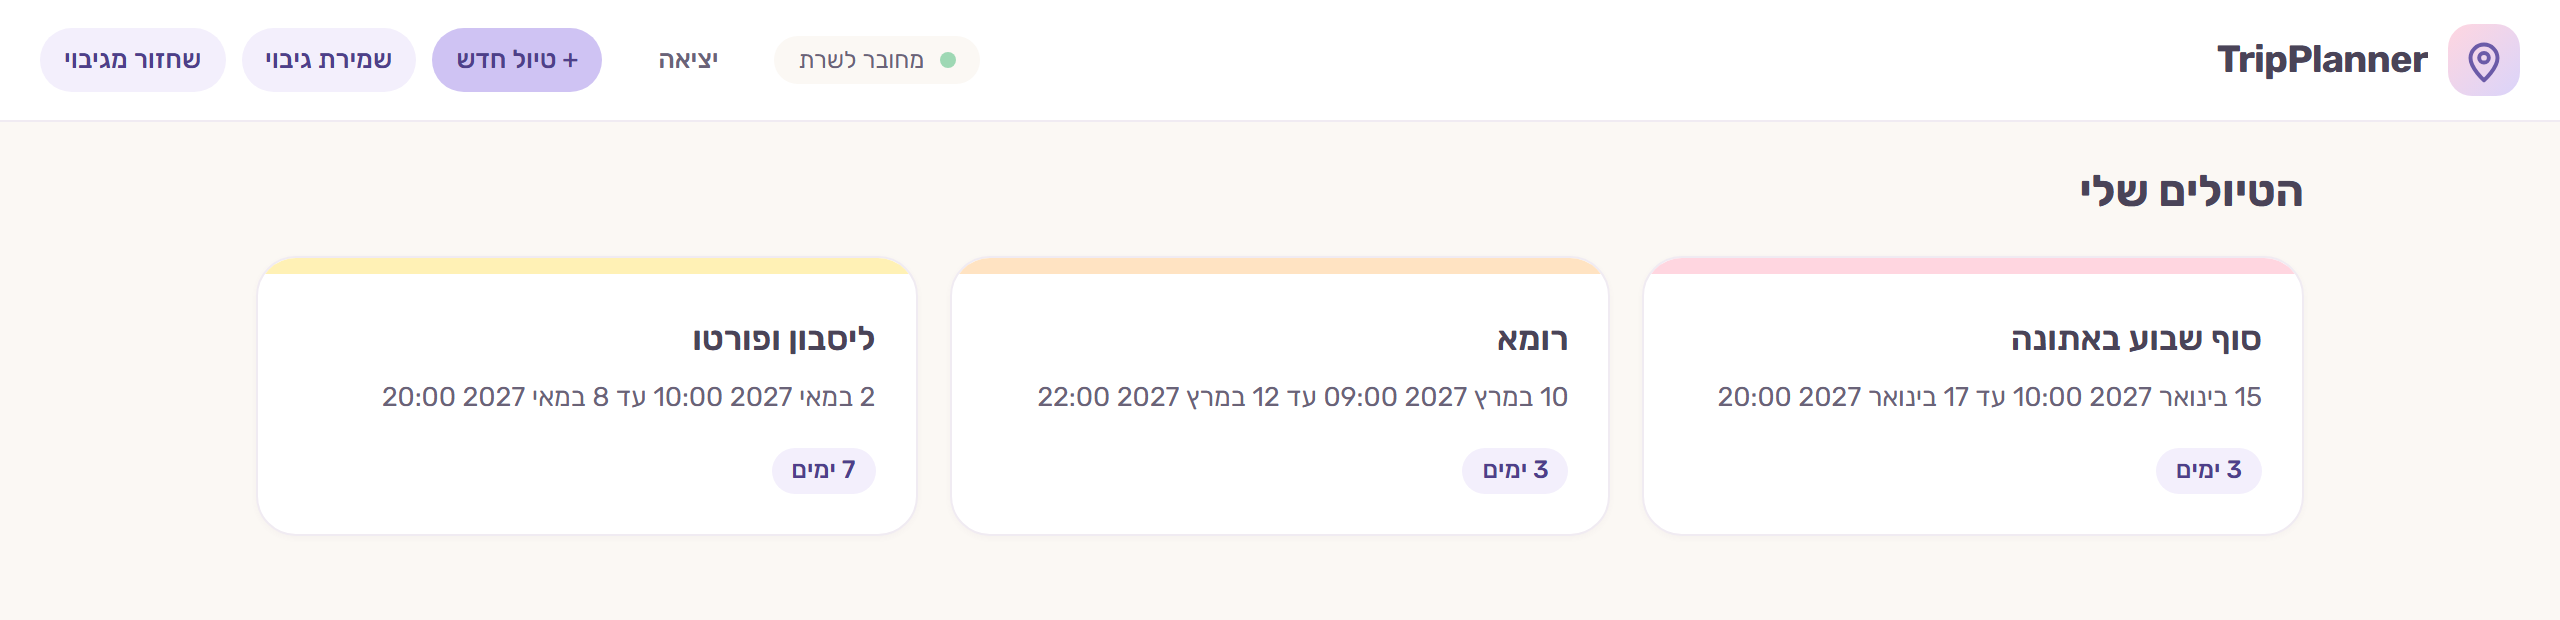 TripPlanner
מחובר לשרת
יציאה
+ טיול חדש
שמירת גיבוי
שחזור מגיבוי
הטיולים שלי
סוף שבוע באתונה
15 בינואר 2027 10:00 עד 17 בינואר 2027 20:00
3 ימים
רומא
10 במרץ 2027 09:00 עד 12 במרץ 2027 22:00
3 ימים
ליסבון ופורטו
2 במאי 2027 10:00 עד 8 במאי 2027 20:00
7 ימים